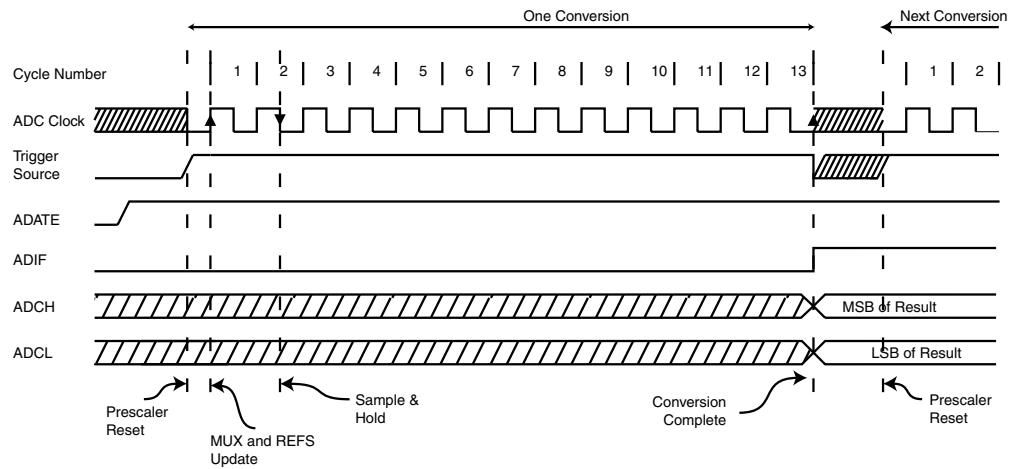 One Conversion
Next Conversion
Cycle Number
1 2 3 4 5 6 7 8 9 10 11 12 13 1 2
ADC Clock
Trigger
Source
ADATE
ADIF
ADCH
MSB of Result
ADCL
LSB of Result
Prescaler
Reset
MUX and REFS
Update
Sample &
Hold
Conversion
Complete
Prescaler
Reset